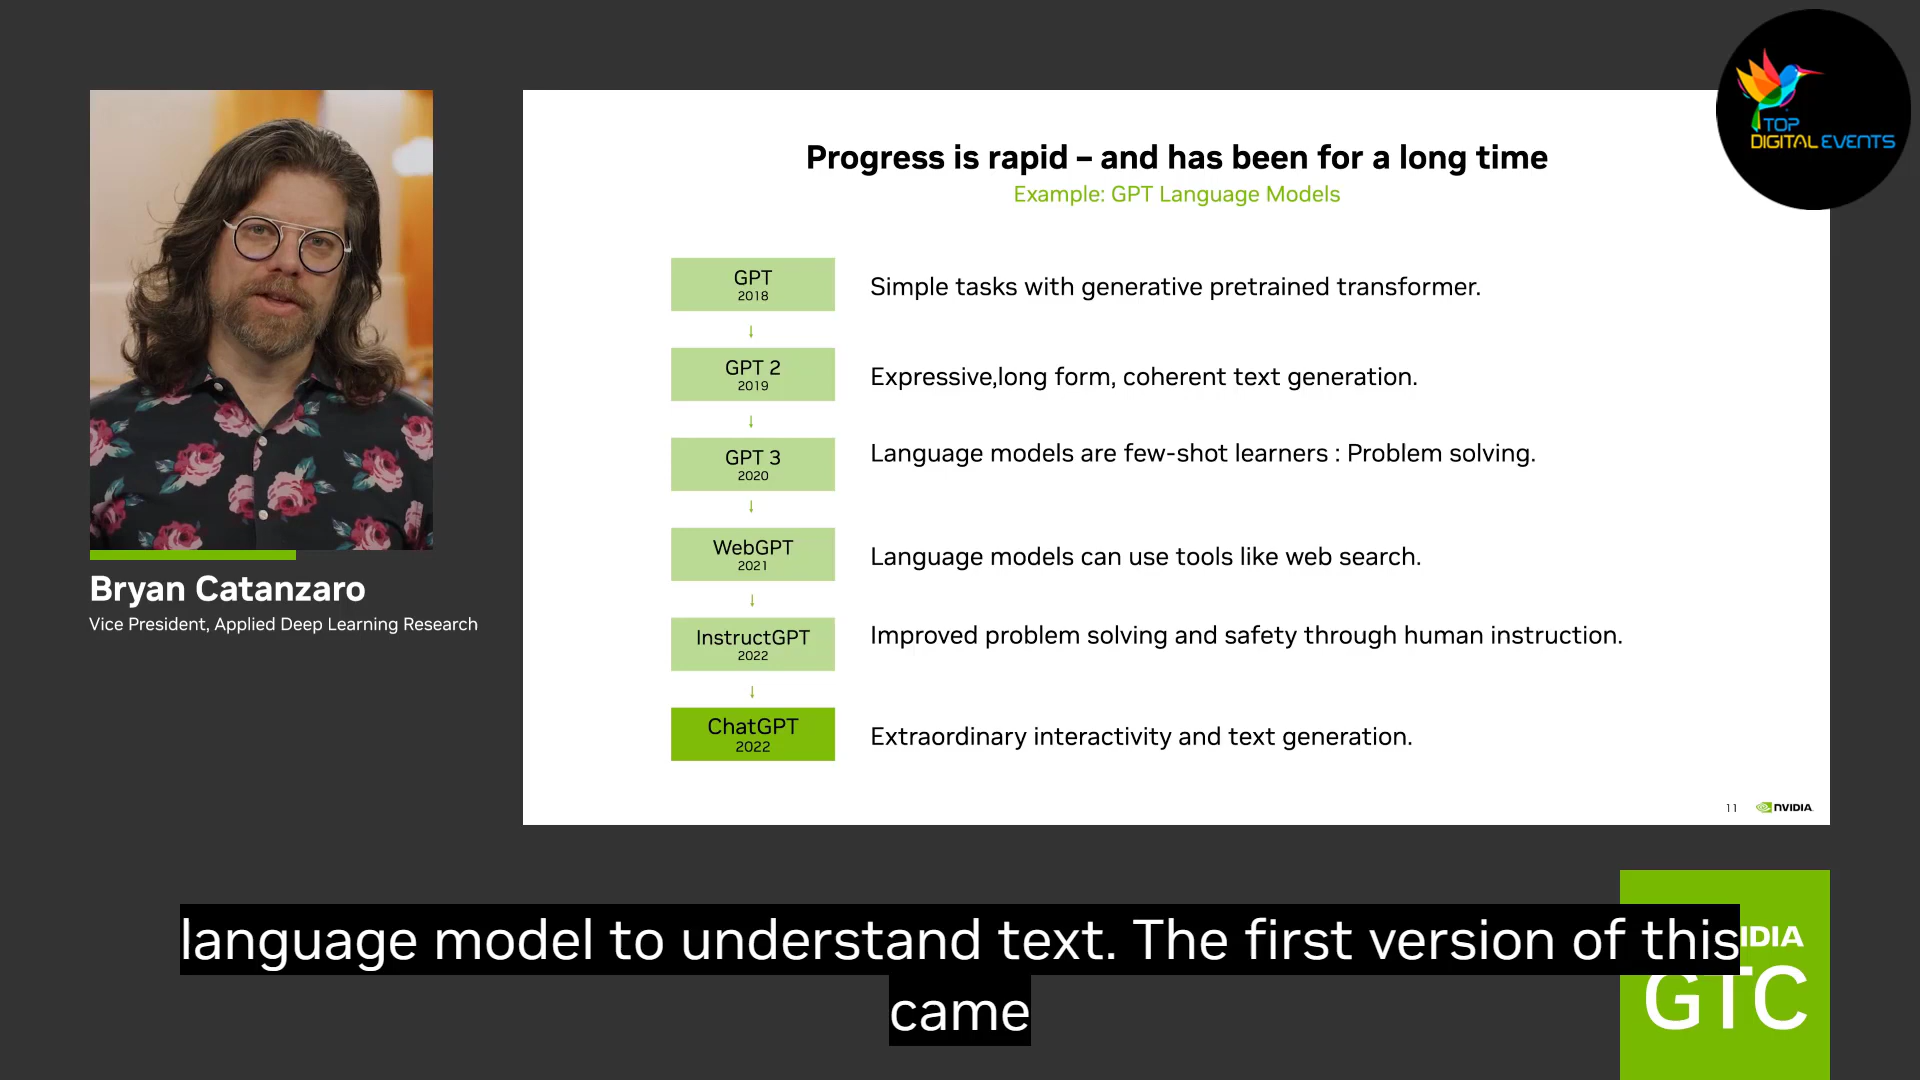 TOP
DIGITAL EVENTS
Progress is rapid – and has been for a long time
Example: GPT Language Models
GPT
2018
Simple tasks with generative pretrained transformer.
↓
GPT 2
2019
Expressive,long form, coherent text generation.
↓
GPT 3
2020
Language models are few-shot learners : Problem solving.
↓
WebGPT
2021
Language models can use tools like web search.
↓
InstructGPT
2022
Improved problem solving and safety through human instruction.
↓
ChatGPT
2022
Extraordinary interactivity and text generation.
11
NVIDIA
Bryan Catanzaro
Vice President, Applied Deep Learning Research
language model to understand text. The first version of this
came
IDIA
GTC